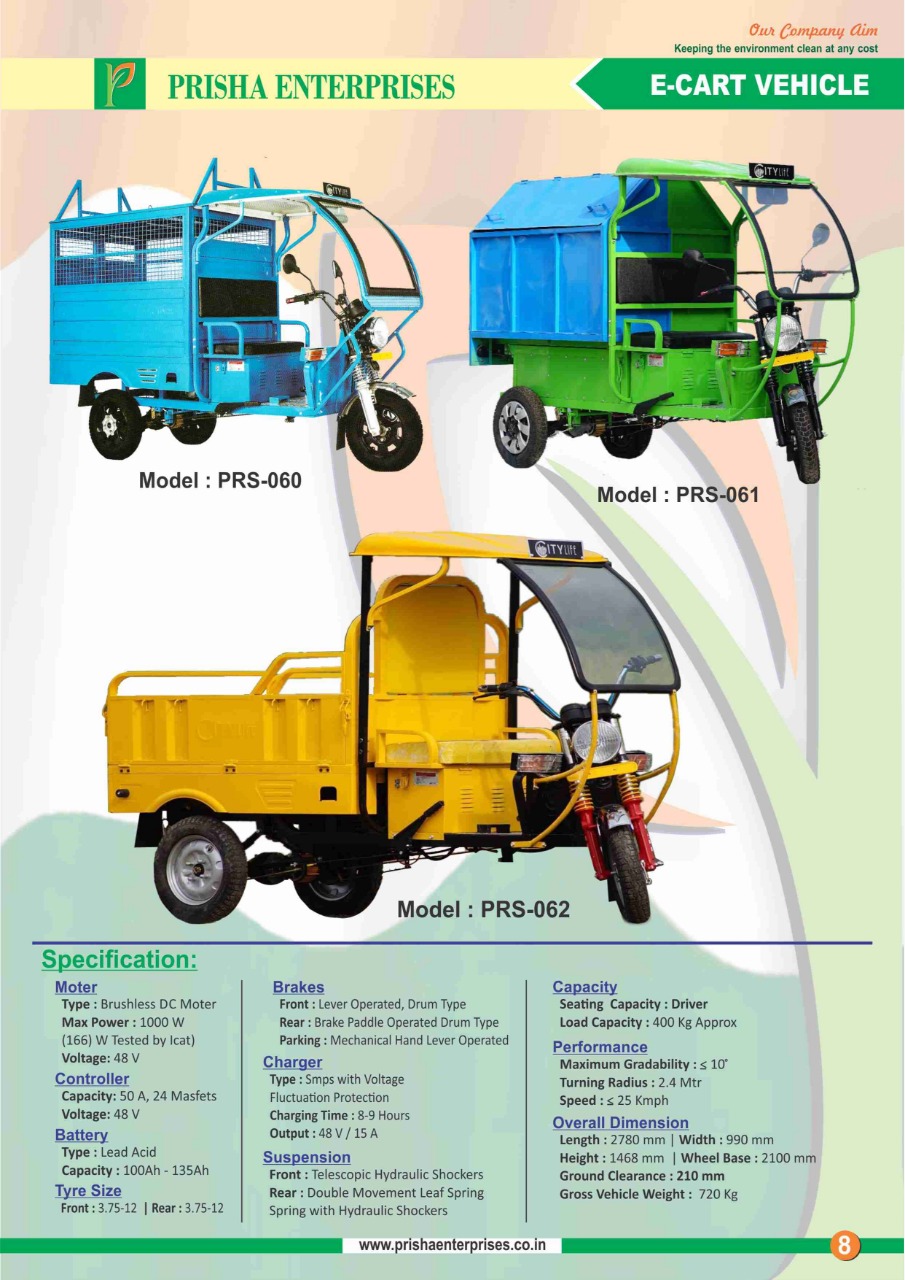 Our Company Aim
Keeping the environment clean at any cost
PRISHA ENTERPRISES
E-CART VEHICLE
CITYLIFE
CITYLIFE
Model : PRS-060
Model : PRS-061
CITYLIFE
Model : PRS-062
Specification:
Moter
Type : Brushless DC Moter
Max Power : 1000 W
(166) W Tested by Icat)
Voltage: 48 V
Controller
Capacity: 50 A, 24 Masfets
Voltage: 48 V
Battery
Type : Lead Acid
Capacity : 100Ah - 135Ah
Tyre Size
Front : 3.75-12 | Rear : 3.75-12
Brakes
Front : Lever Operated, Drum Type
Rear : Brake Paddle Operated Drum Type
Parking : Mechanical Hand Lever Operated
Charger
Type : Smps with Voltage
Fluctuation Protection
Charging Time : 8-9 Hours
Output : 48 V / 15 A
Suspension
Front : Telescopic Hydraulic Shockers
Rear : Double Movement Leaf Spring
Spring with Hydraulic Shockers
Capacity
Seating Capacity : Driver
Load Capacity : 400 Kg Approx
Performance
Maximum Gradability : ≤ 10°
Turning Radius : 2.4 Mtr
Speed : ≤ 25 Kmph
Overall Dimension
Length : 2780 mm | Width : 990 mm
Height : 1468 mm | Wheel Base : 2100 mm
Ground Clearance : 210 mm
Gross Vehicle Weight : 720 Kg
www.prishaenterprises.co.in
8